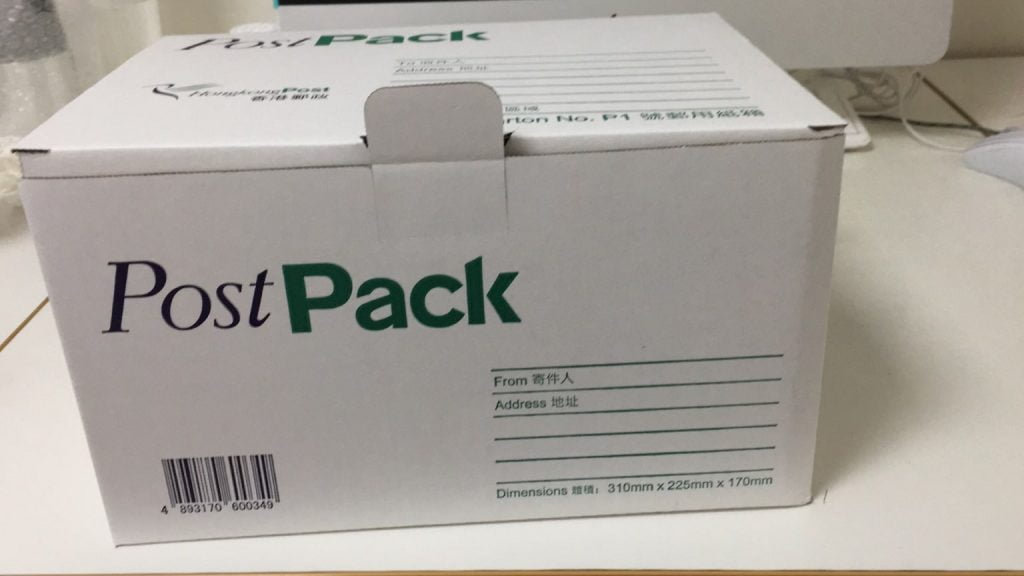 PostPack
To 收件人
Address 地址
HongkongPost
香港郵政
rton No. P1 號郵用紙箱
PostPack
From 寄件人
Address 地址
Dimensions 體積: 310mm x 225mm x 170mm
4 893170 600349